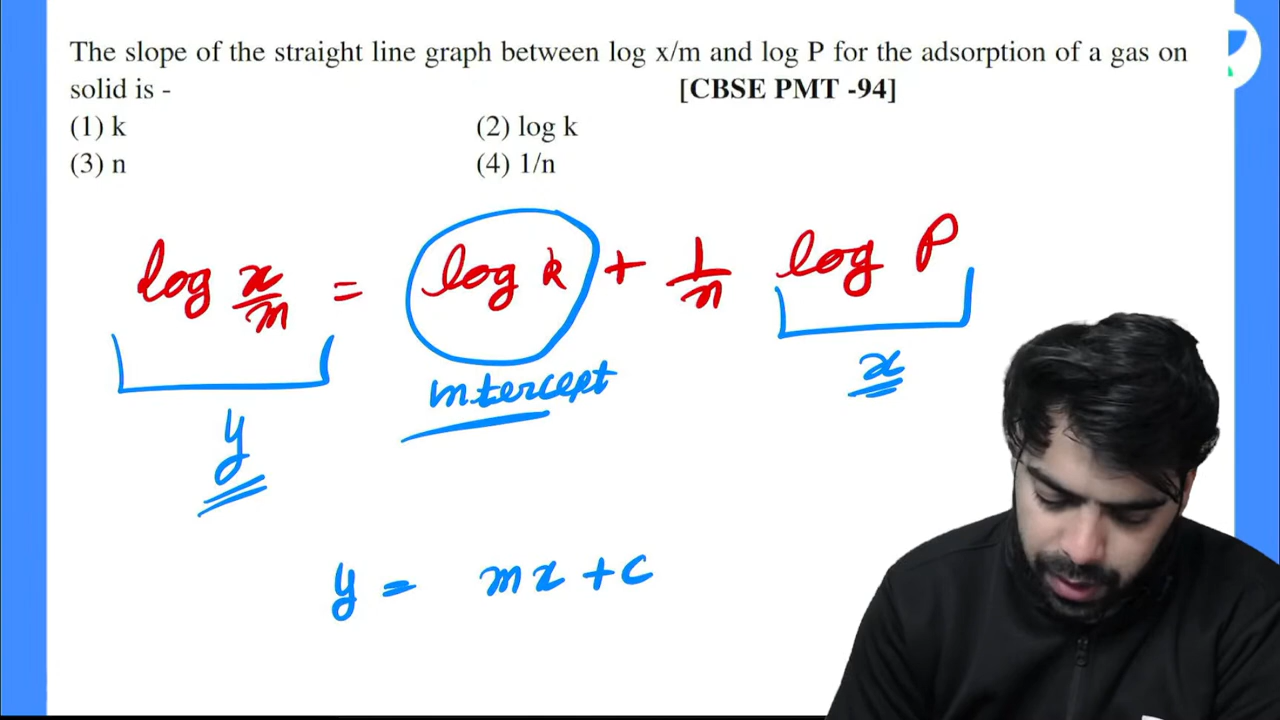 The slope of the straight line graph between log x/m and log P for the adsorption of a gas on
solid is - [CBSE PMT -94]
(1) k (2) log k
(3) n (4) 1/n
log x/m = log k + 1/n log P
y intercept x
y = mx + c